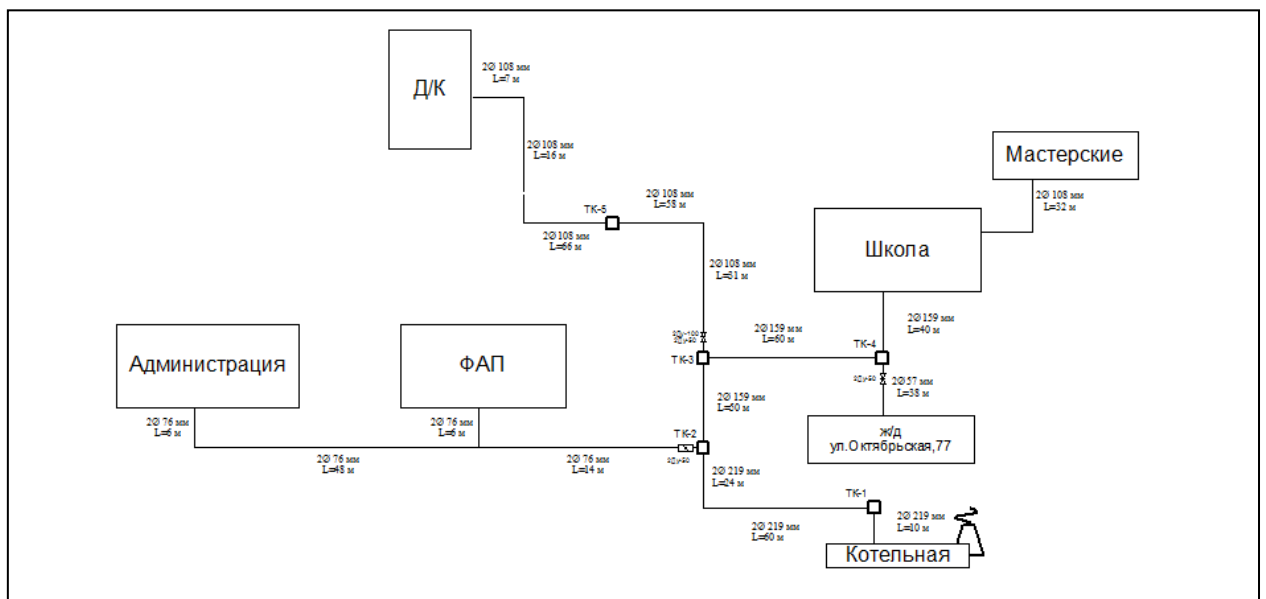 2Ø 108 мм
L=7 м
Д/К
2Ø 108 мм
L=16 м
Мастерские
2Ø 108 мм
L=32 м
2Ø 108 мм
L=58 м
ТК-5
2Ø 108 мм
L=66 м
Школа
2Ø 108 мм
L=31 м
2Ø 159 мм
L=40 м
2Ø 159 мм
L=60 м
ТК-3
ТК-4
Администрация
ФАП
2Ø 57 мм
L=38 м
2Ø 159 мм
L=50 м
2Ø 76 мм
L=6 м
2Ø 76 мм
L=6 м
ТК-2
ж/д
ул.Октябрьская,77
2Ø 76 мм
L=48 м
2Ø 76 мм
L=14 м
2Ø 219 мм
L=24 м
ТК-1
2Ø 219 мм
L=60 м
2Ø 219 мм
L=10 м
Котельная